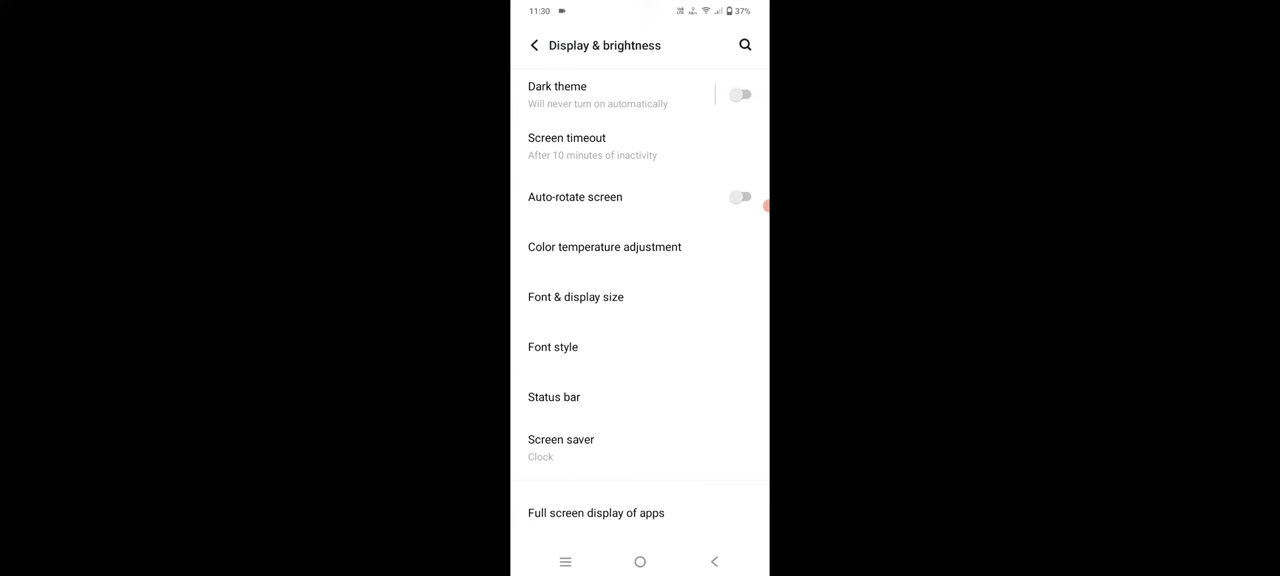 11:30 37%
Display & brightness
Dark theme
Will never turn on automatically
Screen timeout
After 10 minutes of inactivity
Auto-rotate screen
Color temperature adjustment
Font & display size
Font style
Status bar
Screen saver
Clock
Full screen display of apps